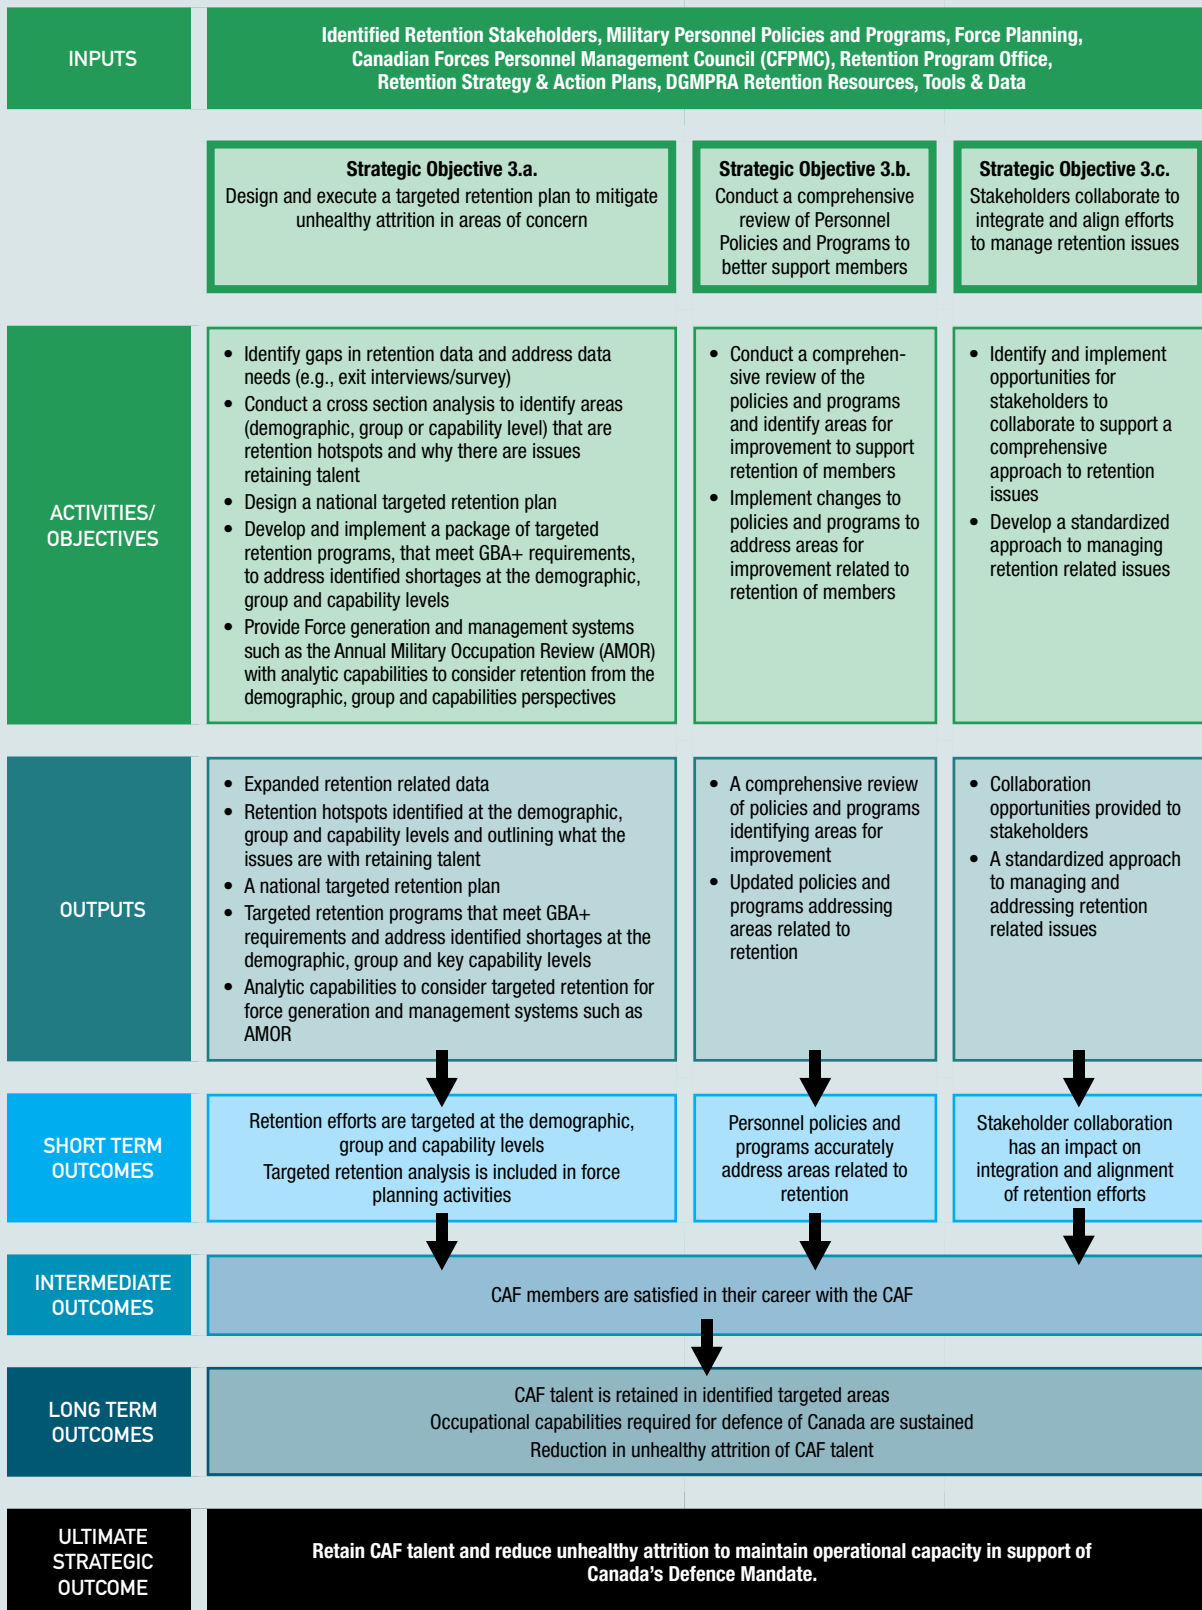 INPUTS
Identified Retention Stakeholders, Military Personnel Policies and Programs, Force Planning,
Canadian Forces Personnel Management Council (CFPMC), Retention Program Office,
Retention Strategy & Action Plans, DGMPRA Retention Resources, Tools & Data
Strategic Objective 3.a.
Design and execute a targeted retention plan to mitigate
unhealthy attrition in areas of concern
Strategic Objective 3.b.
Conduct a comprehensive
review of Personnel
Policies and Programs to
better support members
Strategic Objective 3.c.
Stakeholders collaborate to
integrate and align efforts
to manage retention issues
ACTIVITIES/
OBJECTIVES
• Identify gaps in retention data and address data
needs (e.g., exit interviews/survey)
• Conduct a cross section analysis to identify areas
(demographic, group or capability level) that are
retention hotspots and why there are issues
retaining talent
• Design a national targeted retention plan
• Develop and implement a package of targeted
retention programs, that meet GBA+ requirements,
to address identified shortages at the demographic,
group and capability levels
• Provide Force generation and management systems
such as the Annual Military Occupation Review (AMOR)
with analytic capabilities to consider retention from the
demographic, group and capabilities perspectives
• Conduct a comprehen-
sive review of the
policies and programs
and identify areas for
improvement to support
retention of members
• Implement changes to
policies and programs to
address areas for
improvement related to
retention of members
• Identify and implement
opportunities for
stakeholders to
collaborate to support a
comprehensive
approach to retention
issues
• Develop a standardized
approach to managing
retention related issues
OUTPUTS
• Expanded retention related data
• Retention hotspots identified at the demographic,
group and capability levels and outlining what the
issues are with retaining talent
• A national targeted retention plan
• Targeted retention programs that meet GBA+
requirements and address identified shortages at the
demographic, group and key capability levels
• Analytic capabilities to consider targeted retention for
force generation and management systems such as
AMOR
• A comprehensive review
of policies and programs
identifying areas for
improvement
• Updated policies and
programs addressing
areas related to
retention
• Collaboration
opportunities provided to
stakeholders
• A standardized approach
to managing and
addressing retention
related issues
SHORT TERM
OUTCOMES
Retention efforts are targeted at the demographic,
group and capability levels
Targeted retention analysis is included in force
planning activities
Personnel policies and
programs accurately
address areas related to
retention
Stakeholder collaboration
has an impact on
integration and alignment
of retention efforts
INTERMEDIATE
OUTCOMES
CAF members are satisfied in their career with the CAF
LONG TERM
OUTCOMES
CAF talent is retained in identified targeted areas
Occupational capabilities required for defence of Canada are sustained
Reduction in unhealthy attrition of CAF talent
ULTIMATE
STRATEGIC
OUTCOME
Retain CAF talent and reduce unhealthy attrition to maintain operational capacity in support of
Canada's Defence Mandate.